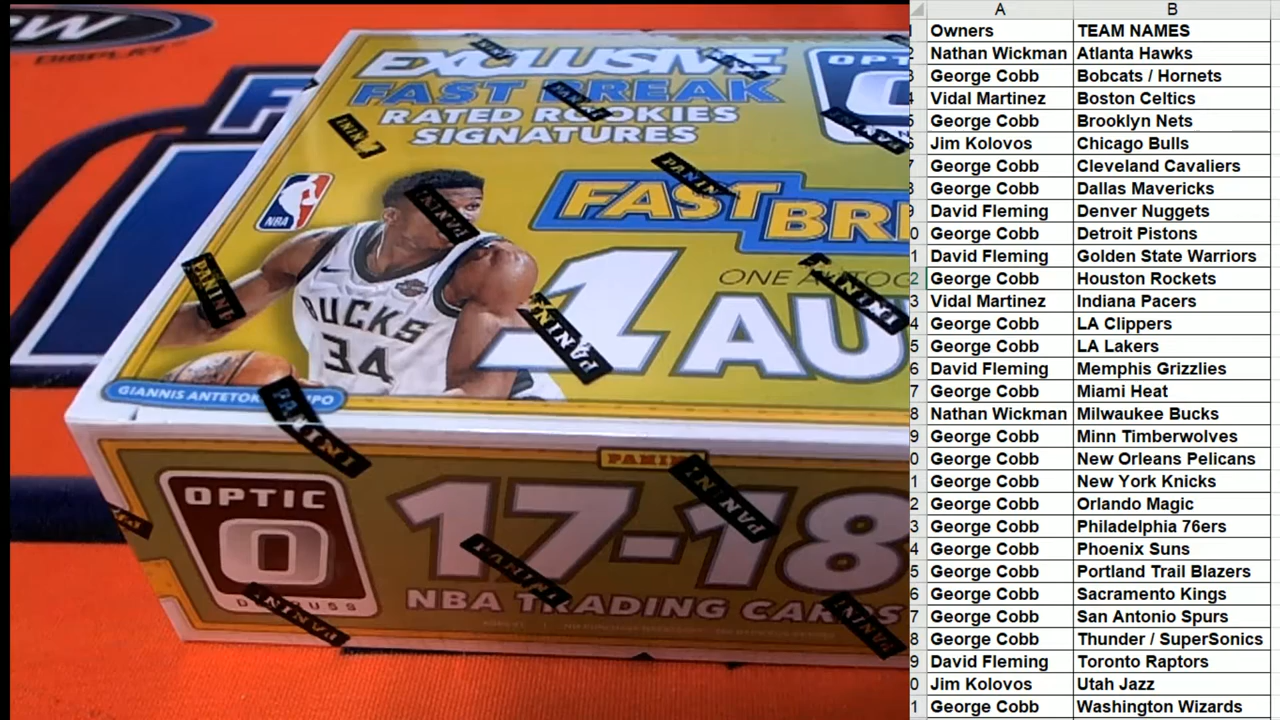 DISPLAY
EXCLUSIVE
FAST BREAK
RATED ROOKIES
SIGNATURES
NBA
BUCKS
34
GIANNIS
FAST
BR
1
ONE
AU
PANINI
OPTIC
17-18
NBA TRADING CARDS
A B
Owners TEAM NAMES
Nathan Wickman Atlanta Hawks
George Cobb Bobcats / Hornets
Vidal Martinez Boston Celtics
George Cobb Brooklyn Nets
Jim Kolovos Chicago Bulls
George Cobb Cleveland Cavaliers
George Cobb Dallas Mavericks
David Fleming Denver Nuggets
George Cobb Detroit Pistons
David Fleming Golden State Warriors
George Cobb Houston Rockets
Vidal Martinez Indiana Pacers
George Cobb LA Clippers
George Cobb LA Lakers
David Fleming Memphis Grizzlies
George Cobb Miami Heat
Nathan Wickman Milwaukee Bucks
George Cobb Minn Timberwolves
George Cobb New Orleans Pelicans
George Cobb New York Knicks
George Cobb Orlando Magic
George Cobb Philadelphia 76ers
George Cobb Phoenix Suns
George Cobb Portland Trail Blazers
George Cobb Sacramento Kings
George Cobb San Antonio Spurs
George Cobb Thunder / SuperSonics
David Fleming Toronto Raptors
Jim Kolovos Utah Jazz
George Cobb Washington Wizards